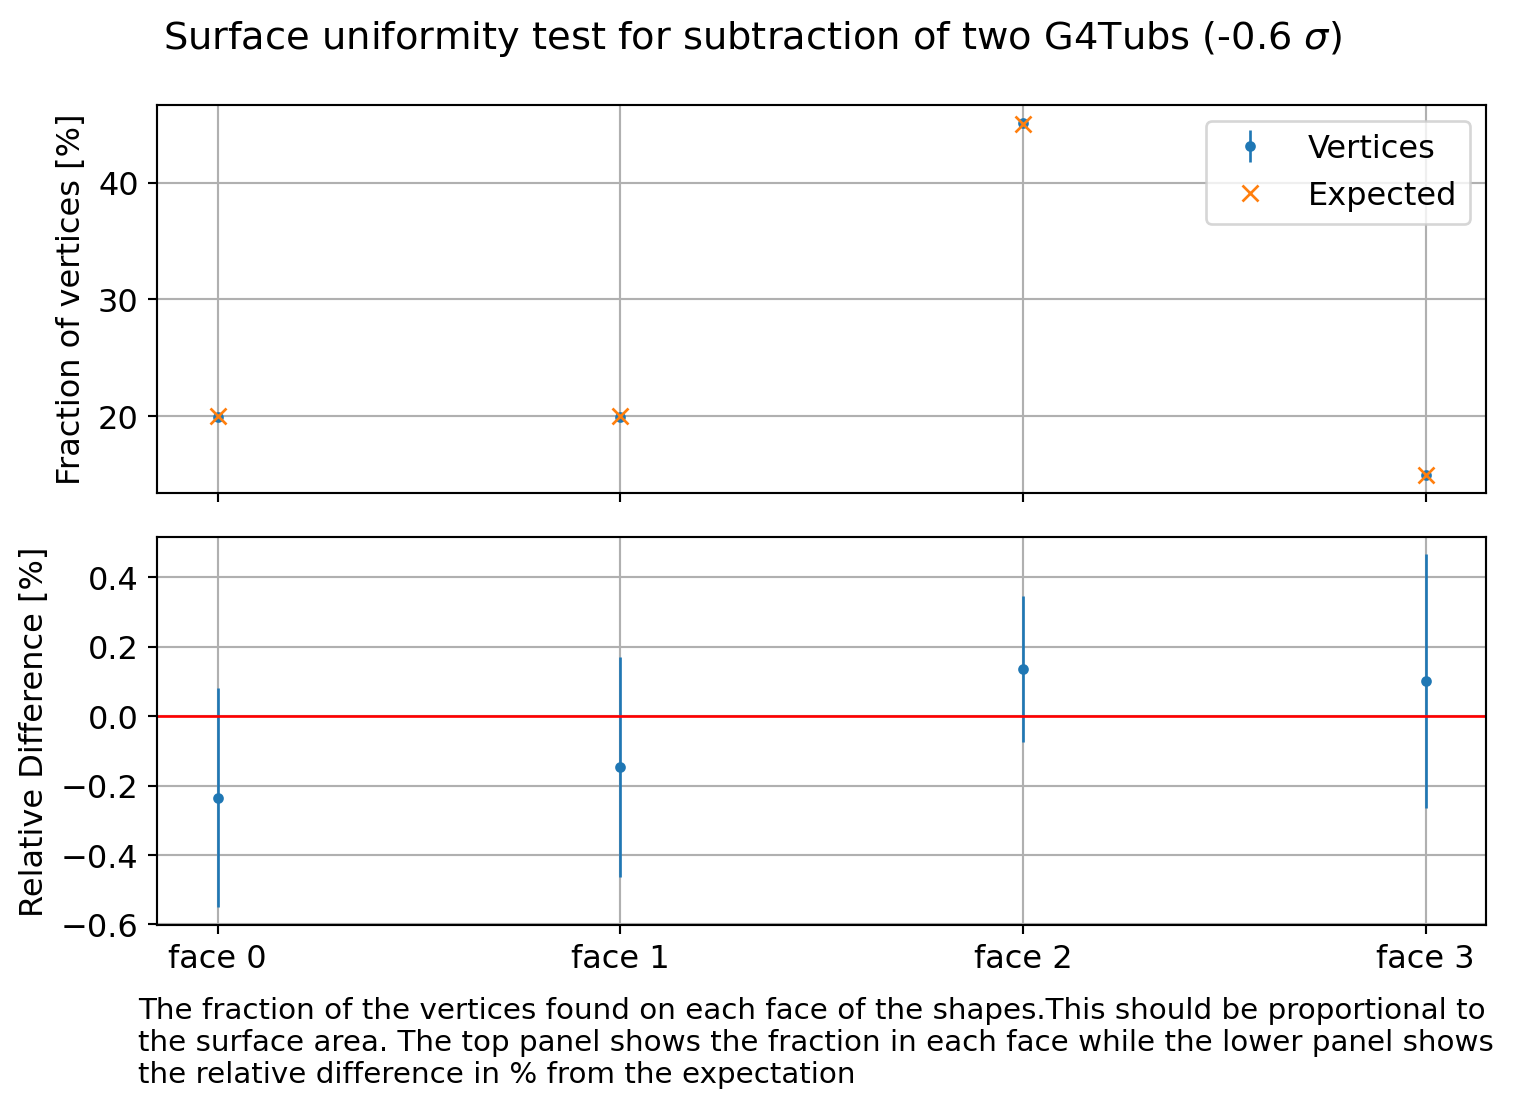 Surface uniformity test for subtraction of two G4Tubs (-0.6 σ)
Fraction of vertices [%]
40
30
20
Vertices
Expected
Relative Difference [%]
0.4
0.2
0.0
−0.2
−0.4
−0.6
face 0
face 1
face 2
face 3
The fraction of the vertices found on each face of the shapes.This should be proportional to
the surface area. The top panel shows the fraction in each face while the lower panel shows
the relative difference in % from the expectation